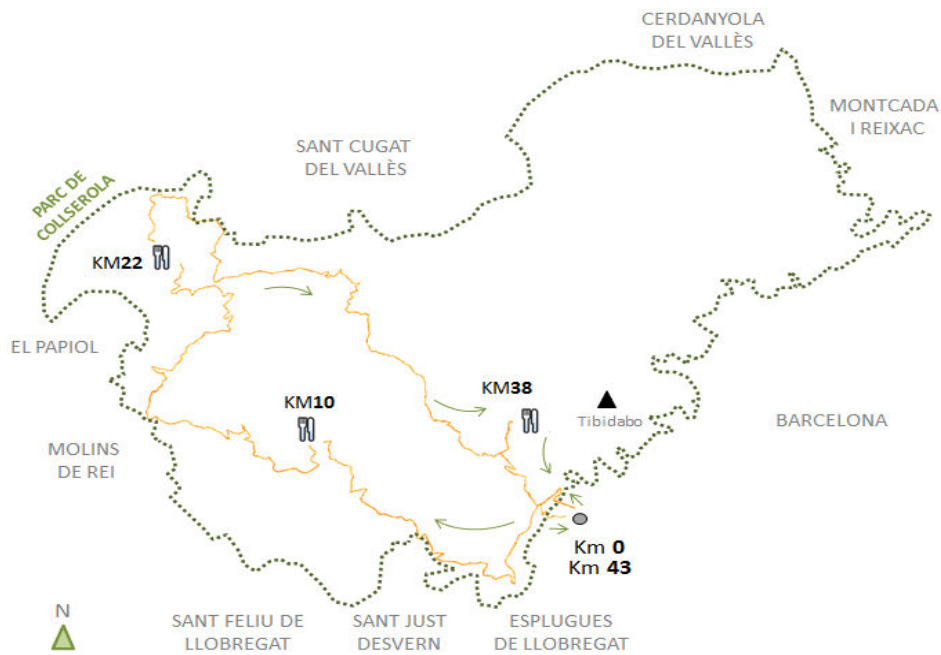 CERDANYOLA
DEL VALLÈS
MONTCADA
I REIXAC
SANT CUGAT
DEL VALLÈS
PARC DE
COLLSEROLA
KM22
EL PAPIOL
KM38
KM10
Tibidabo
BARCELONA
MOLINS
DE REI
Km 0
Km 43
N
SANT FELIU DE
LLOBREGAT
SANT JUST
DESVERN
ESPLUGUES
DE LLOBREGAT